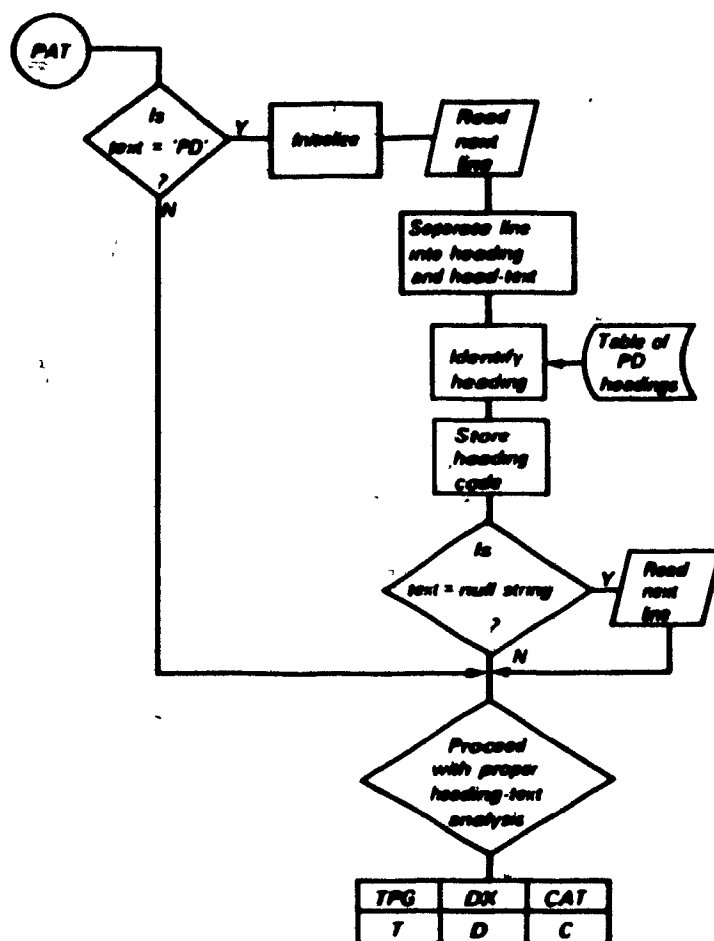 PAT
Is
text = 'PD'
?
Y
N
Initialize
Read
next
line
Separate line
into heading
and head-text
Identify
heading
Table of
PD
headings
Store
heading
code
Is
text = null string
?
Y
N
Read
next
line
Proceed
with proper
heading-text
analysis
TPG DX CAT
T D C